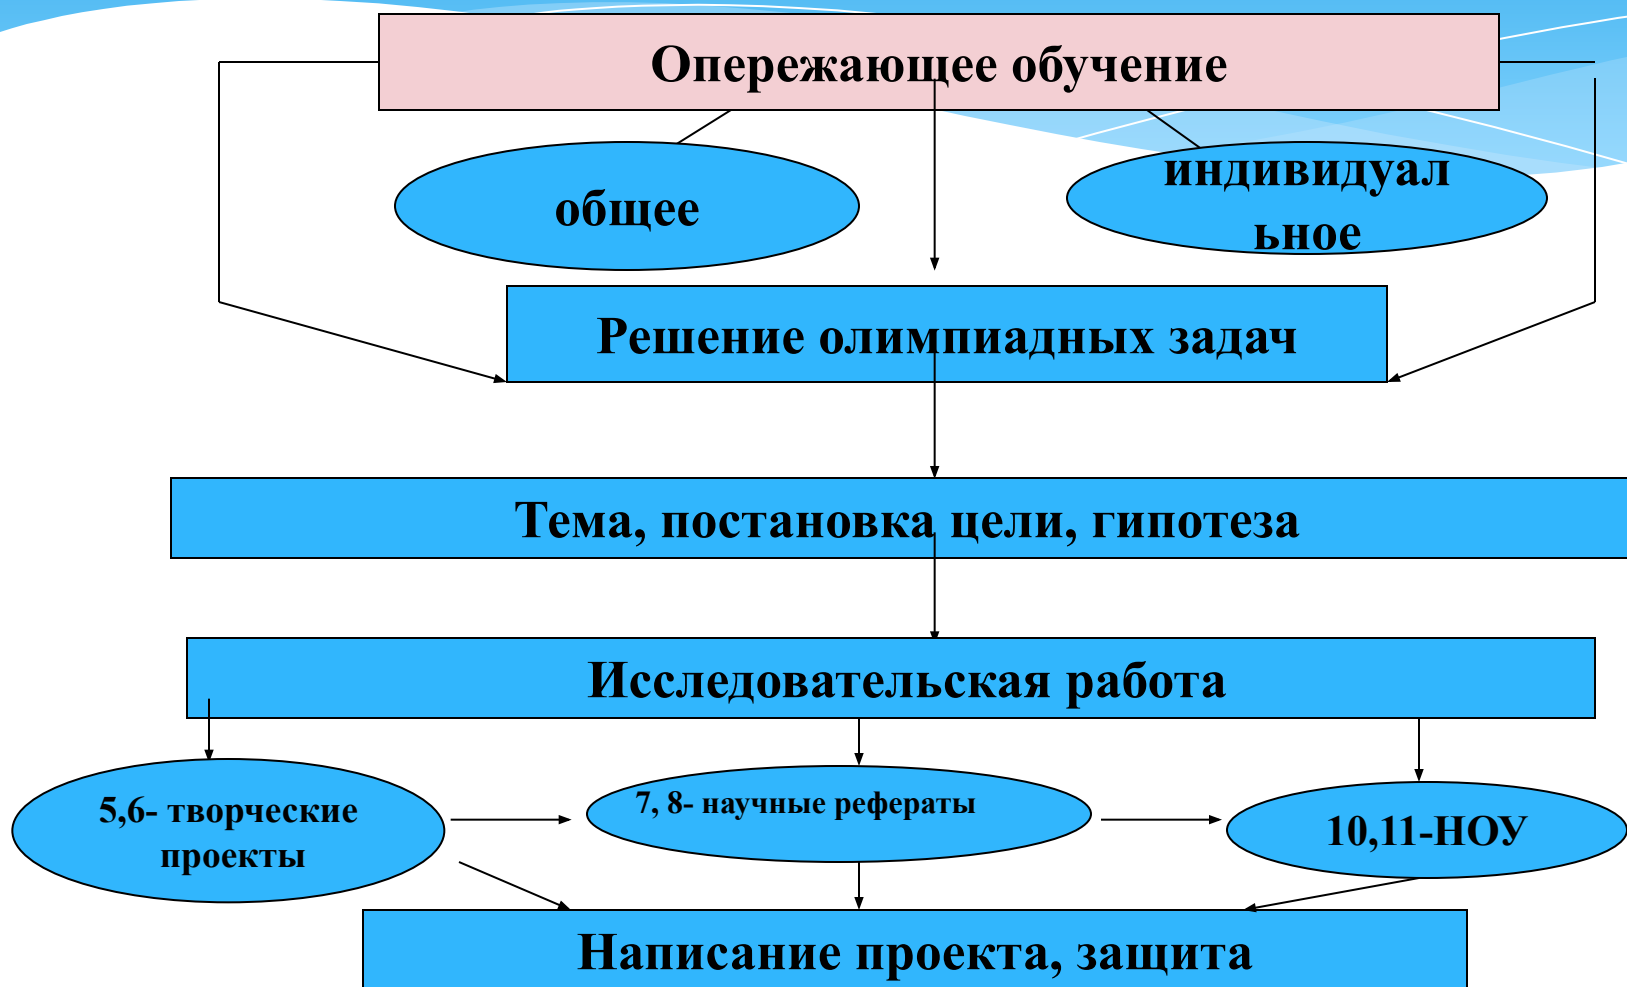 Опережающее обучение
общее
индивидуал
ьное
Решение олимпиадных задач
Тема, постановка цели, гипотеза
Исследовательская работа
5,6- творческие
проекты
7, 8- научные рефераты
10,11-НОУ
Написание проекта, защита